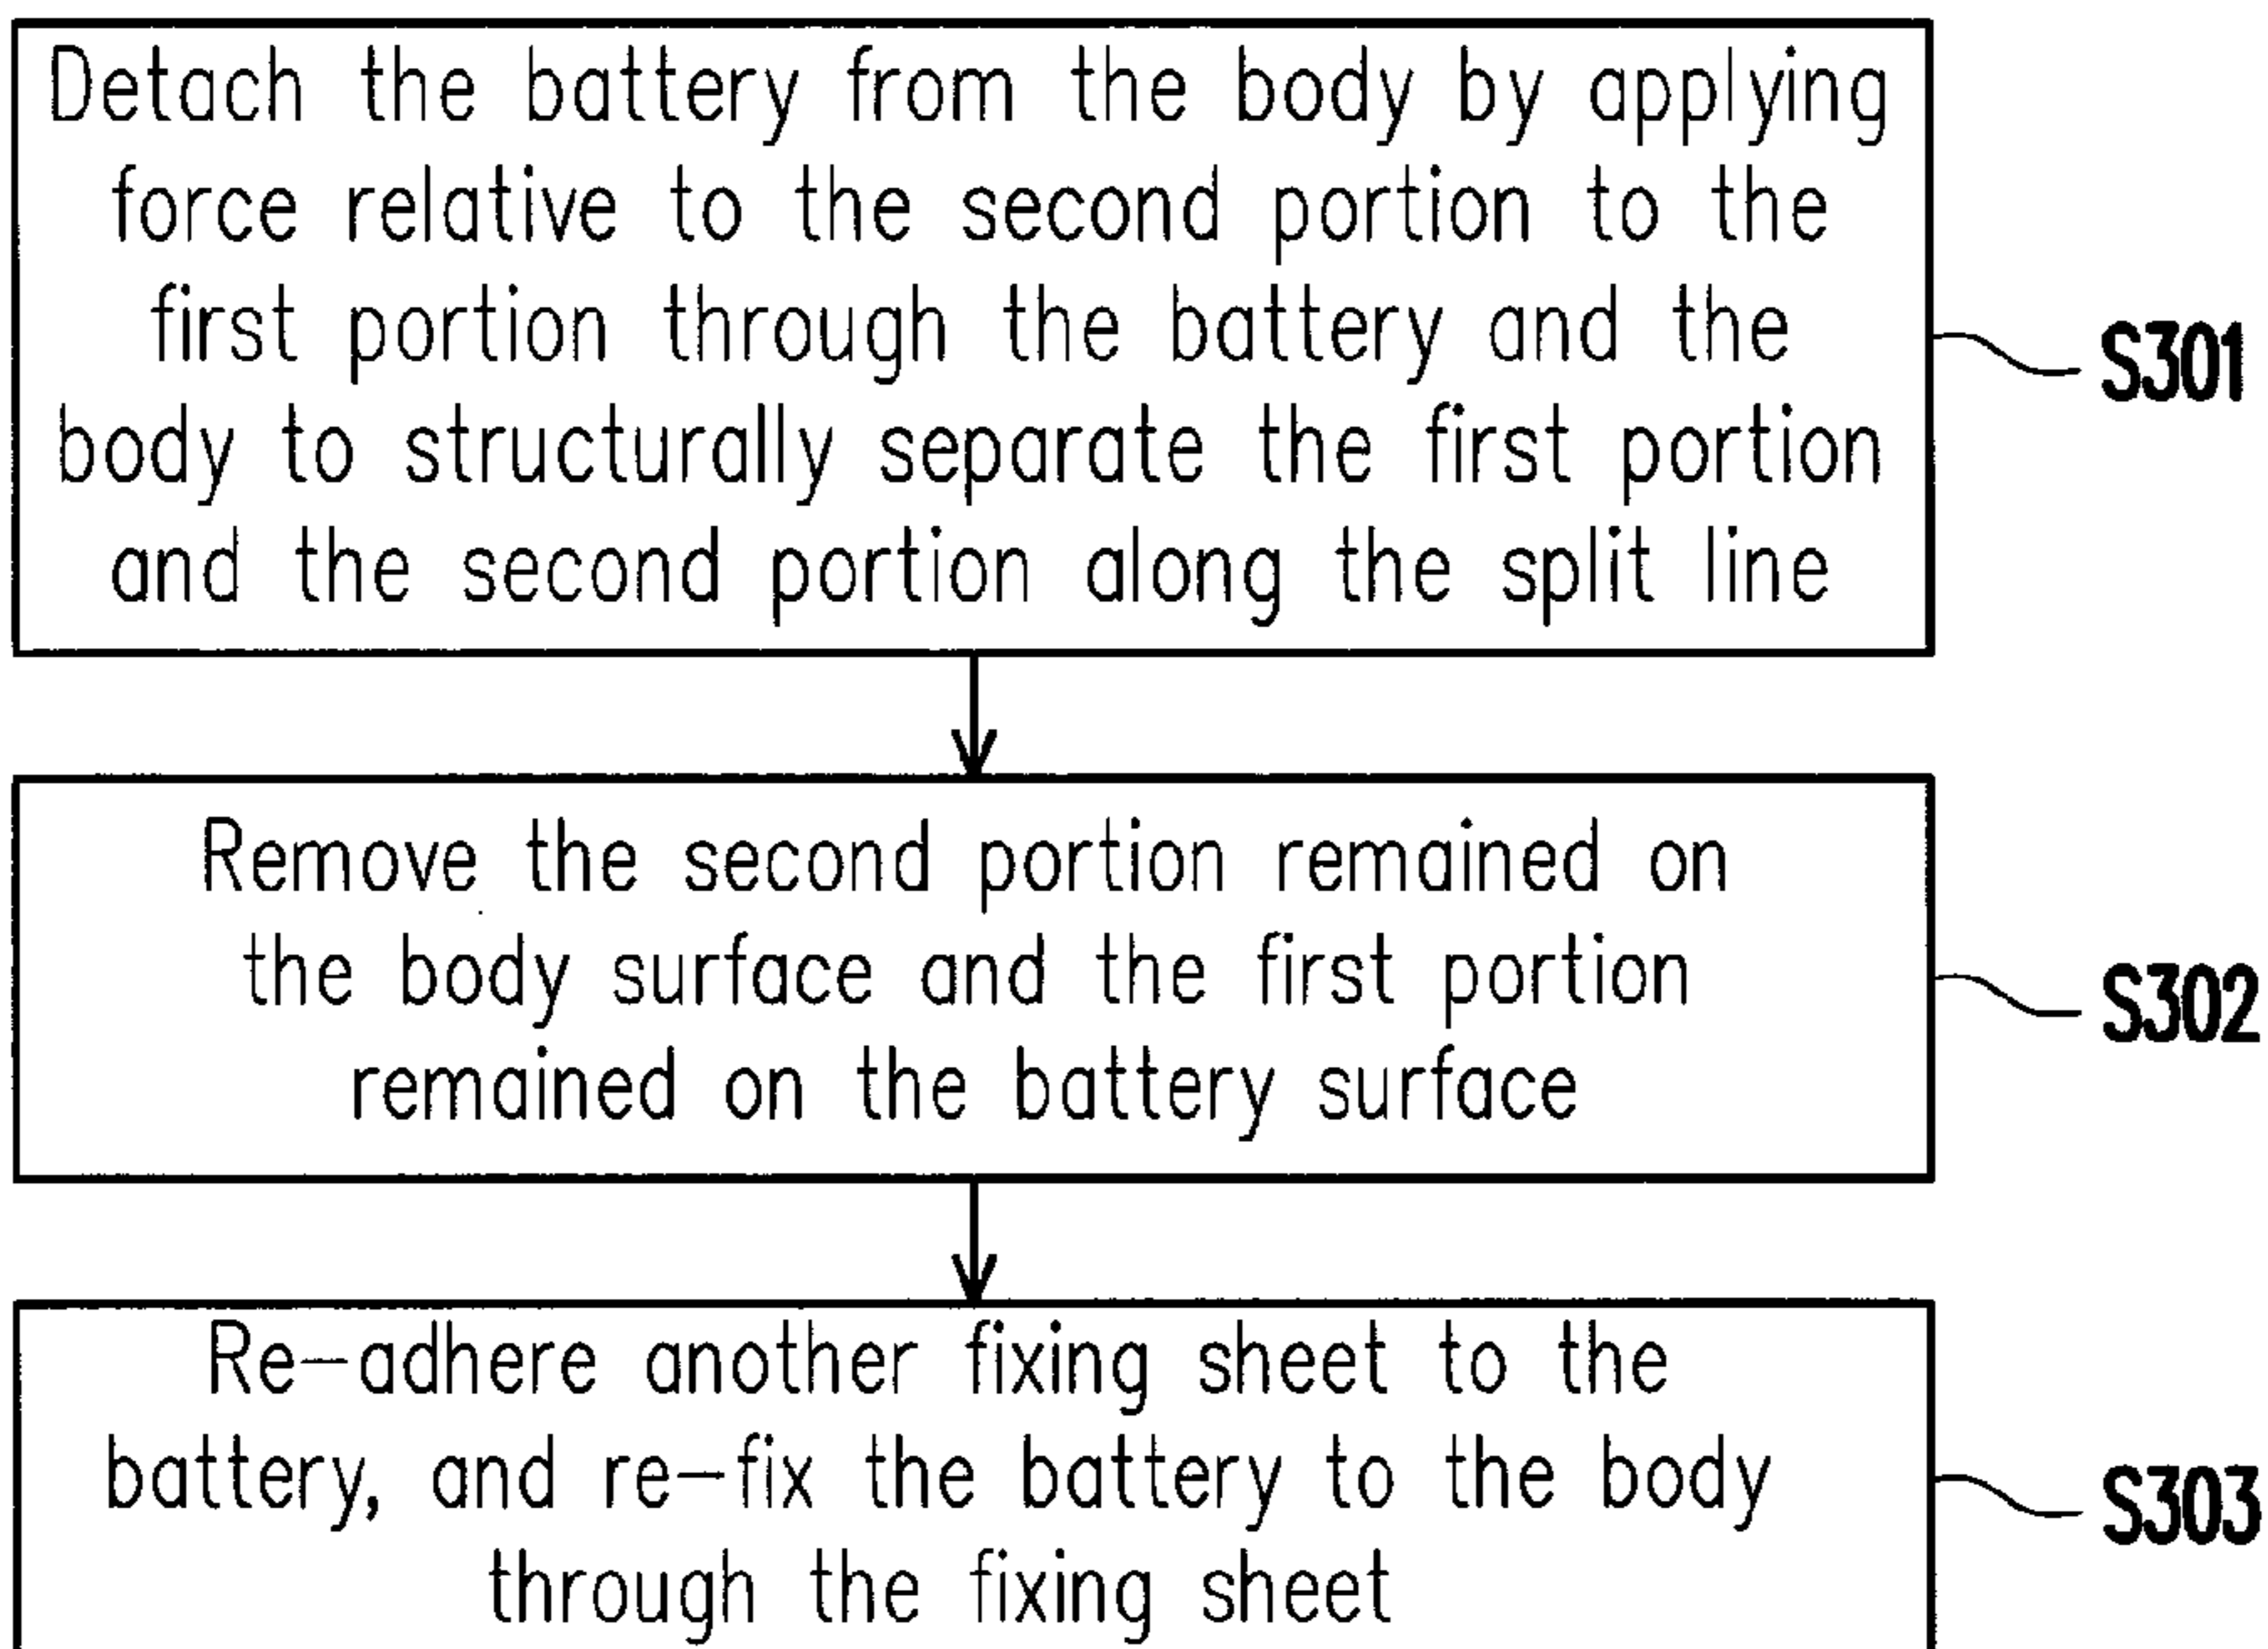 Detach the battery from the body by applying
force relative to the second portion to the
first portion through the battery and the
body to structurally separate the first portion
and the second portion along the split line
S301
Remove the second portion remained on
the body surface and the first portion
remained on the battery surface
S302
Re-adhere another fixing sheet to the
battery, and re-fix the battery to the body
through the fixing sheet
S303